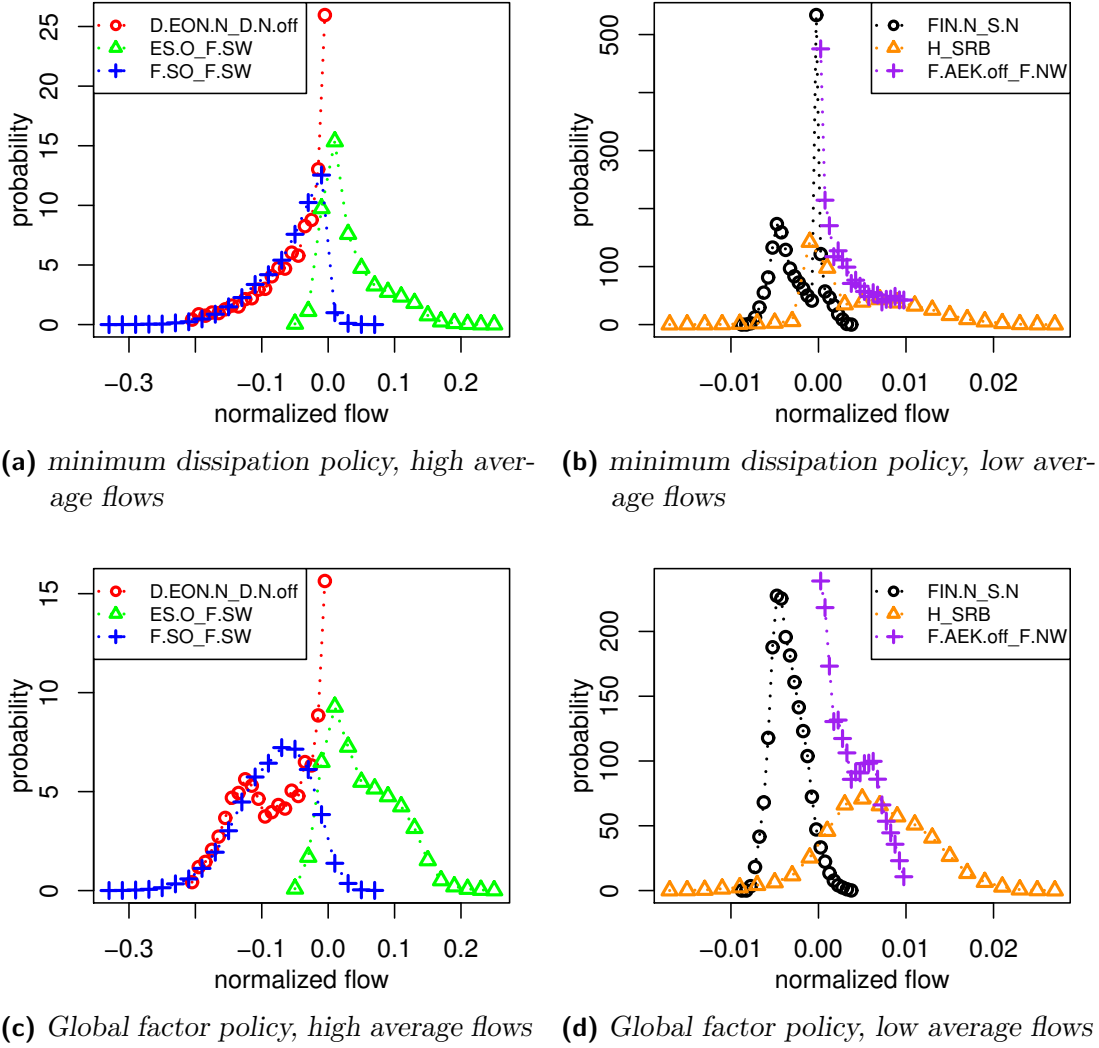 D.EON.N_D.N.off
ES.O_F.SW
F.SO_F.SW
probability
0
5
10
15
20
25
−0.3
−0.1
0.0
0.1
0.2
normalized flow
(a) minimum dissipation policy, high aver-
age flows
FIN.N_S.N
H_SRB
F.AEK.off_F.NW
probability
0
100
300
500
−0.01
0.00
0.01
0.02
normalized flow
(b) minimum dissipation policy, low aver-
age flows
D.EON.N_D.N.off
ES.O_F.SW
F.SO_F.SW
probability
0
5
10
15
−0.3
−0.1
0.0
0.1
0.2
normalized flow
(c) Global factor policy, high average flows
FIN.N_S.N
H_SRB
F.AEK.off_F.NW
probability
0
50
100
150
200
−0.01
0.00
0.01
0.02
normalized flow
(d) Global factor policy, low average flows